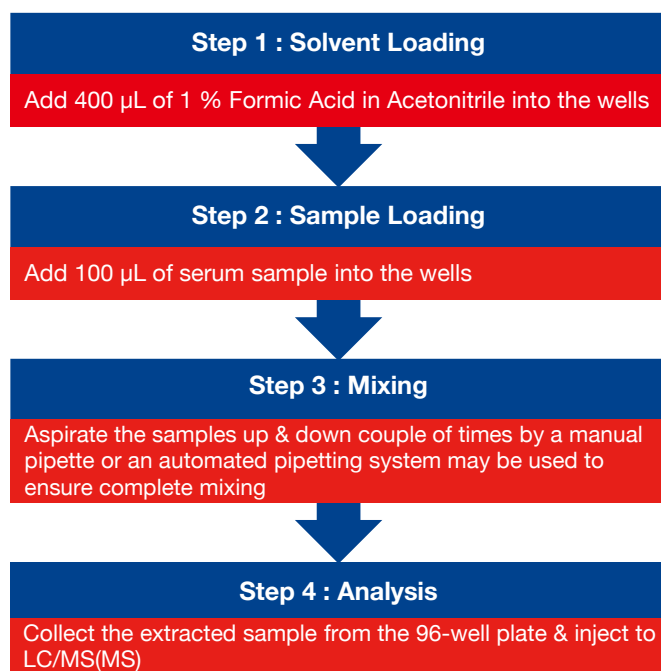 Step 1 : Solvent Loading
Add 400 µL of 1 % Formic Acid in Acetonitrile into the wells
Step 2 : Sample Loading
Add 100 µL of serum sample into the wells
Step 3 : Mixing
Aspirate the samples up & down couple of times by a manual
pipette or an automated pipetting system may be used to
ensure complete mixing
Step 4 : Analysis
Collect the extracted sample from the 96-well plate & inject to
LC/MS(MS)